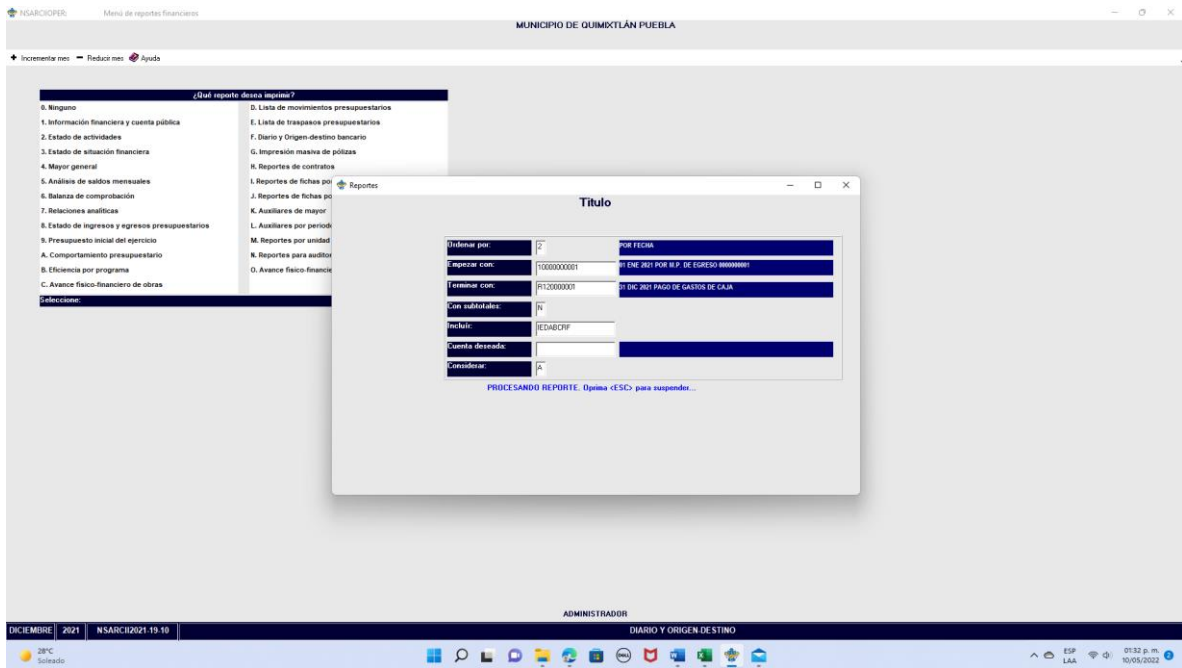 NSARCIIOPER: Menú de reportes financieros
MUNICIPIO DE QUIMIXTLÁN PUEBLA
Incrementar mes Reducir mes Ayuda
¿Qué reporte desea imprimir?
0. Ninguno
1. Información financiera y cuenta pública
2. Estado de actividades
3. Estado de situación financiera
4. Mayor general
5. Análisis de saldos mensuales
6. Balanza de comprobación
7. Relaciones analíticas
8. Estado de ingresos y egresos presupuestarios
9. Presupuesto inicial del ejercicio
A. Comportamiento presupuestario
B. Eficiencia por programa
C. Avance físico-financiero de obras
D. Lista de movimientos presupuestarios
E. Lista de traspasos presupuestarios
F. Diario y Origen-destino bancario
G. Impresión masiva de pólizas
H. Reportes de contratos
I. Reportes de fichas po
J. Reportes de fichas po
K. Auxiliares de mayor
L. Auxiliares por period
M. Reportes por unidad
N. Reportes para auditor
O. Avance físico-financie
Seleccione:
Reportes
Titulo
Ordenar por: 2 POR FECHA
Empezar con: 10000000001 01 ENE 2021 POR M.P. DE EGRESO 0000000001
Terminar con: R120000001 31 DIC 2021 PAGO DE GASTOS DE CAJA
Con subtotales: N
Incluir: IEDABCRF
Cuenta deseada:
Considerar: A
PROCESANDO REPORTE. Oprima <ESC> para suspender...
ADMINISTRADOR
DICIEMBRE 2021 NSARCII2021-19-10 DIARIO Y ORIGEN-DESTINO
28°C
Soleado
ESP
LAA
01:32 p. m.
10/05/2022
2